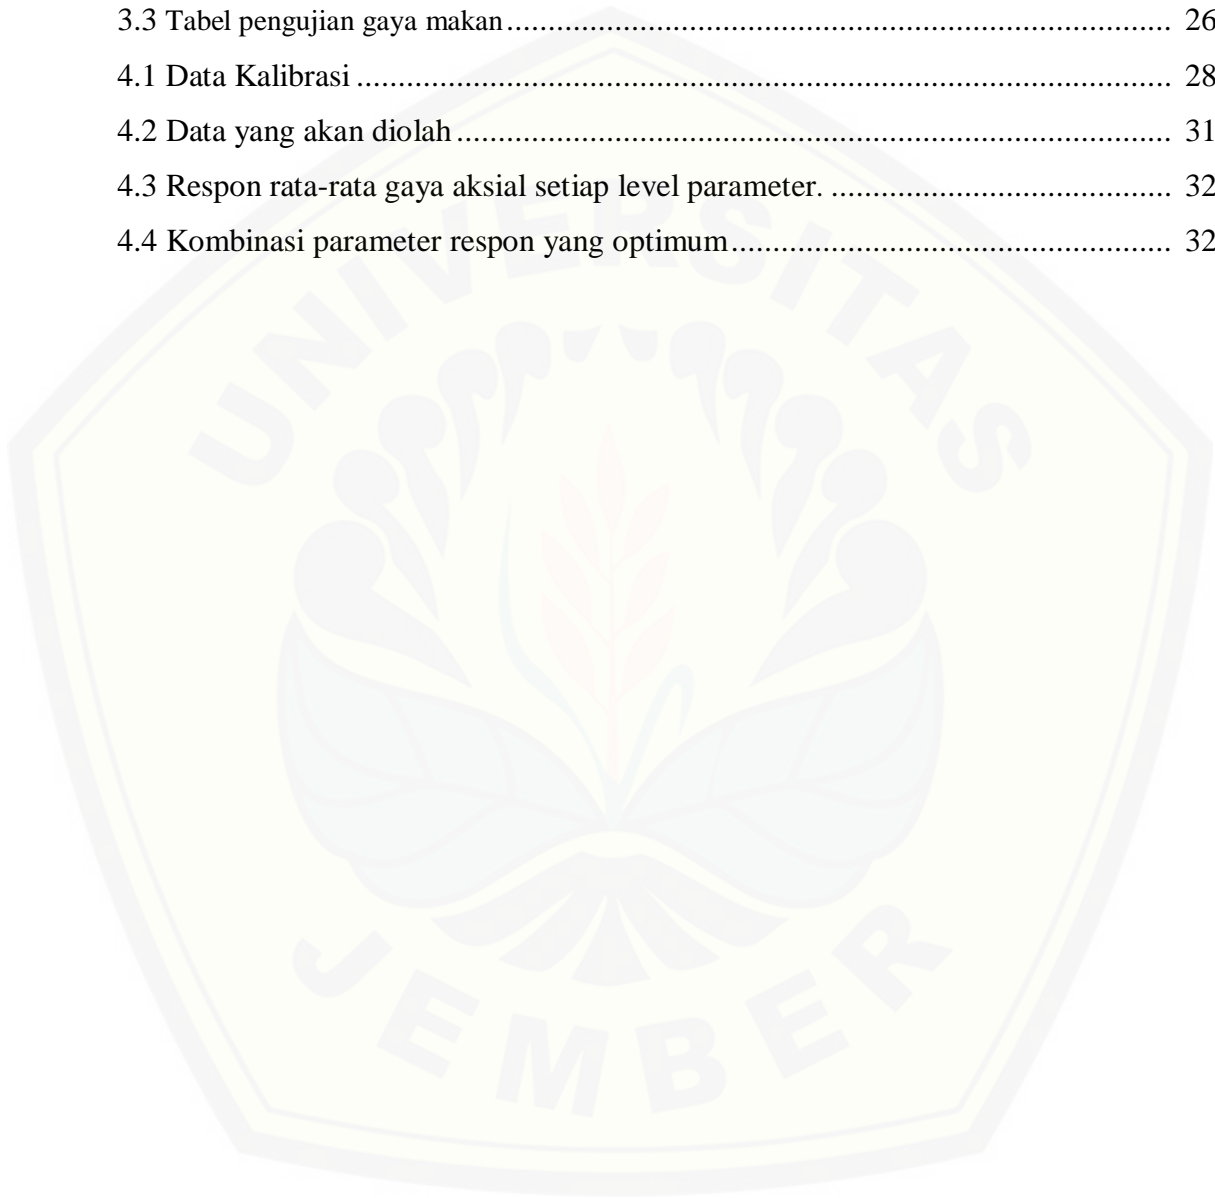 3.3 Tabel pengujian gaya makan................................................................................ 26
4.1 Data Kalibrasi .................................................................................................. 28
4.2 Data yang akan diolah...................................................................................... 31
4.3 Respon rata-rata gaya aksial setiap level parameter. ......................................... 32
4.4 Kombinasi parameter respon yang optimum..................................................... 32
UNIVERSITAS
JEMBER